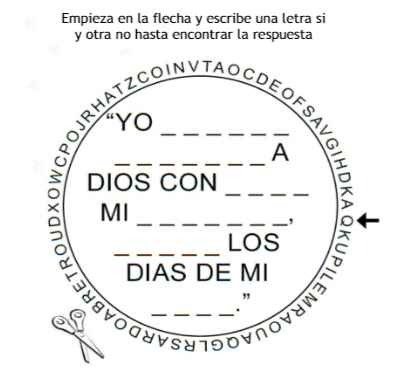 Empieza en la flecha y escribe una letra si
y otra no hasta encontrar la respuesta
QKUPILEMRAOUAQGLRSAVDOABRETROUDXOWCPOJRHATZCOINVTAOCDEOFSAVGIHDKA
“YO _ _ _ _ _ _
_ _ _ _ _ _ _ A
DIOS CON _ _ _ _
MI _ _ _ _ _ _ _,
_ _ _ _ _ LOS
DIAS DE MI
_ _ _ _.”